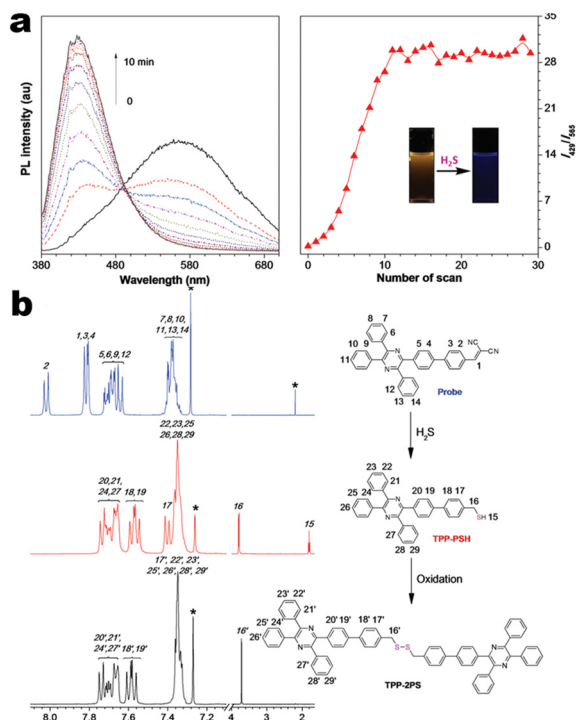 a
PL intensity (au)
10 min
0
380 480 580 700
Wavelength (nm)
H₂S
35
28
21
14
7
0
I₄₂₉/I₅₆₅
0 10 20 30
Number of scan
b
2
1,3,4
5,6,9,12
7,8,10,
11,13,14
*
*
8 7
6
10 9
11
12
13 14
5 4
3 2
1
CN
CN
N
N
Probe
H₂S
20,21,
24,27
18,19
22,23,25
26,28,29
17
*
16
15
23 22
21
25
24
26
27
28 29
20 19
18 17
16
SH 15
N
N
TPP-PSH
Oxidation
20',21',
24',27'
18',19'
17', 22', 23',
25', 26', 28', 29'
*
16'
23' 22'
21'
25'
24'
26'
27'
28' 29'
20' 19'
18' 17'
16'
S-S
N
N
N
N
TPP-2PS
8.0 7.8 7.6 7.4 7.2 4 3 2